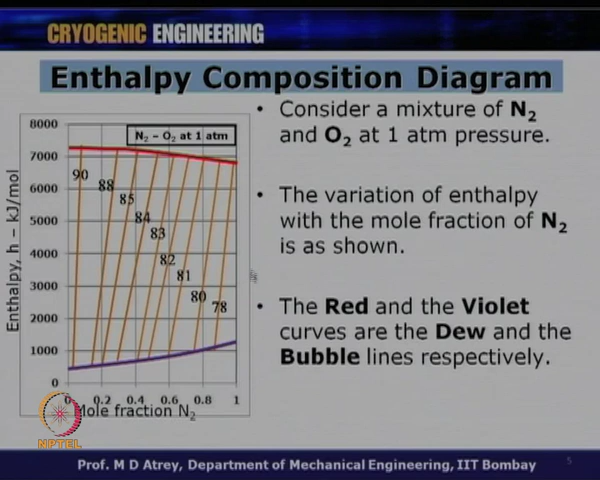 CRYOGENIC ENGINEERING
Enthalpy Composition Diagram
8000
7000
6000
5000
4000
3000
2000
1000
0
Enthalpy, h – kJ/mol
N₂ – O₂ at 1 atm
90
88
85
84
83
82
81
80
78
0 0.2 0.4 0.6 0.8 1
Mole fraction N₂
• Consider a mixture of N₂
and O₂ at 1 atm pressure.
• The variation of enthalpy
with the mole fraction of N₂
is as shown.
• The Red and the Violet
curves are the Dew and the
Bubble lines respectively.
NPTEL
Prof. M D Atrey, Department of Mechanical Engineering, IIT Bombay
5